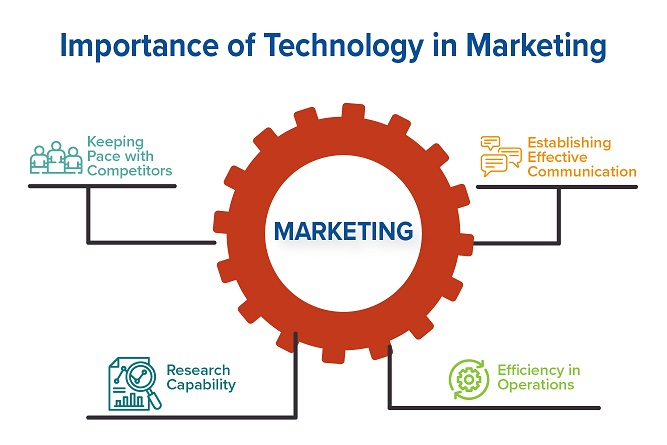 Importance of Technology in Marketing
Keeping
Pace with
Competitors
Establishing
Effective
Communication
MARKETING
Research
Capability
Efficiency in
Operations